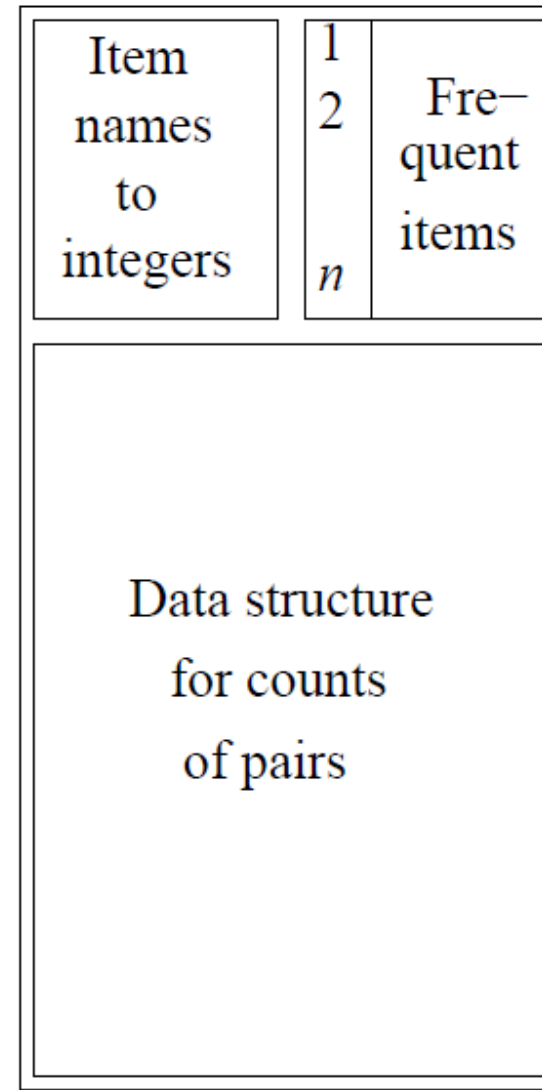 Item
names
to
integers
1
2
n
Fre−
quent
items
Data structure
for counts
of pairs